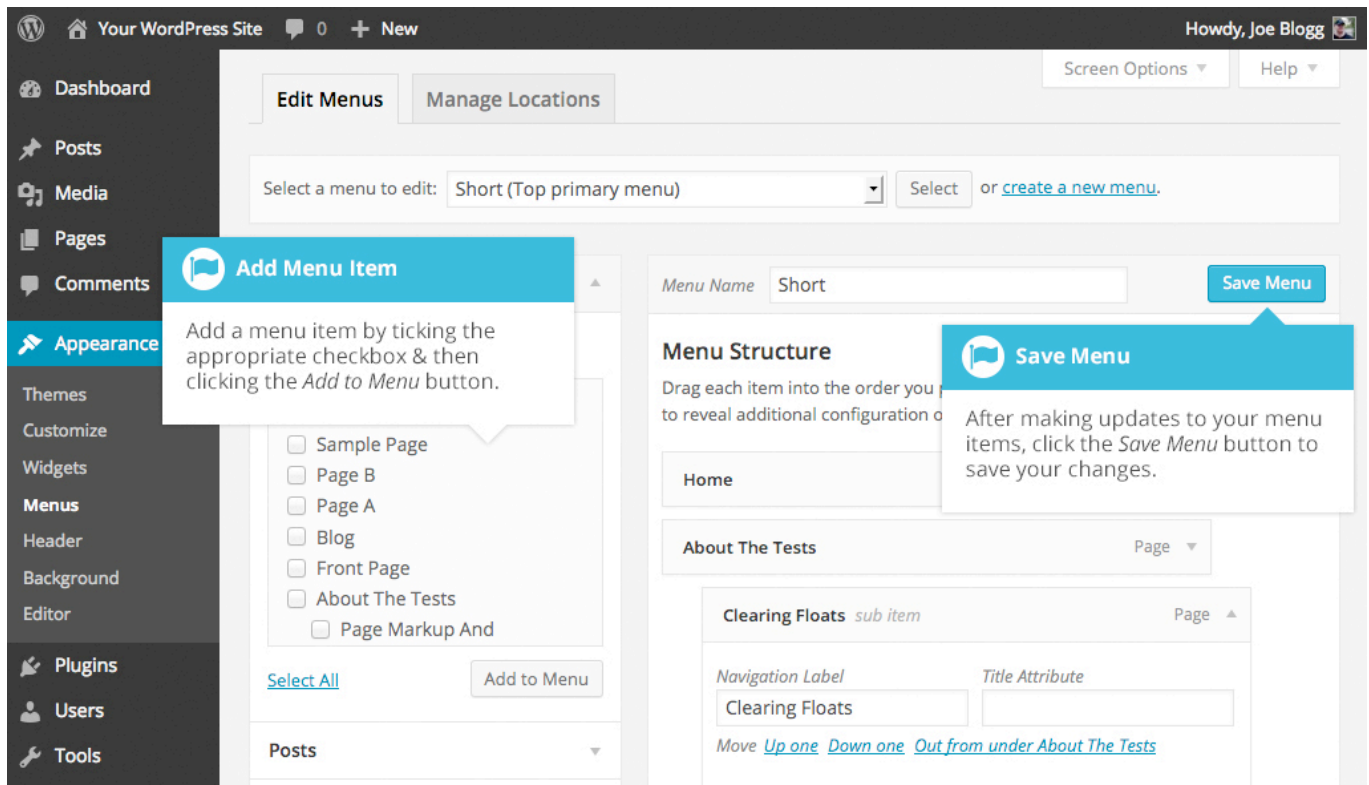 Your WordPress Site 0 + New Howdy, Joe Blogg
Dashboard
Posts
Media
Pages
Comments
Appearance
Themes
Customize
Widgets
Menus
Header
Background
Editor
Plugins
Users
Tools
Screen Options Help
Edit Menus Manage Locations
Select a menu to edit: Short (Top primary menu) Select or create a new menu.
Add Menu Item
Add a menu item by ticking the
appropriate checkbox & then
clicking the Add to Menu button.
Sample Page
Page B
Page A
Blog
Front Page
About The Tests
Page Markup And
Select All Add to Menu
Posts
Menu Name Short Save Menu
Menu Structure
Drag each item into the order you
to reveal additional configuration
Save Menu
After making updates to your menu
items, click the Save Menu button to
save your changes.
Home
About The Tests Page
Clearing Floats sub item Page
Navigation Label Title Attribute
Clearing Floats
Move Up one Down one Out from under About The Tests